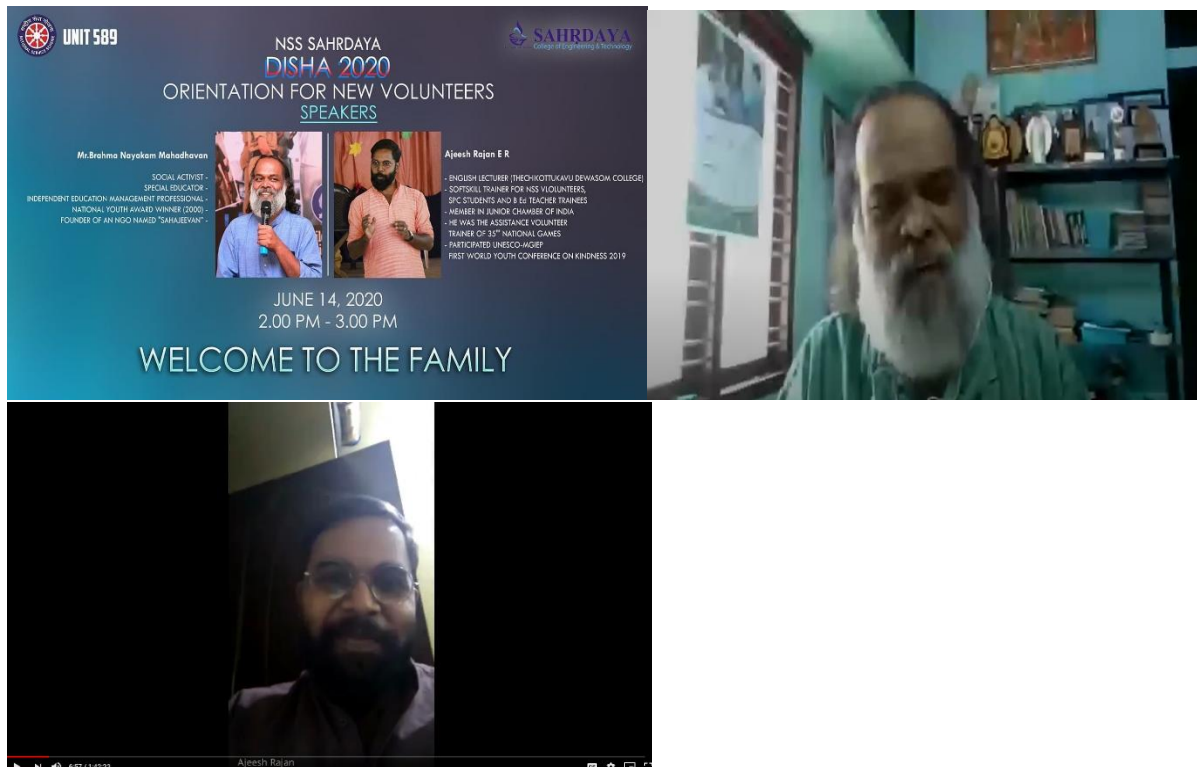 UNIT 589
SAHRDAYA
College of Engineering & Technology
NSS SAHRDAYA
DISHA 2020
ORIENTATION FOR NEW VOLUNTEERS
SPEAKERS
Mr.Brahma Nayakam Mahadhavan
SOCIAL ACTIVIST -
SPECIAL EDUCATOR -
INDEPENDENT EDUCATION MANAGEMENT PROFESSIONAL -
NATIONAL YOUTH AWARD WINNER (2000) -
FOUNDER OF AN NGO NAMED "SAHAJEEVAN" -
Ajeesh Rajan E R
- ENGLISH LECTURER (THECHIKOTTUKAVU DEWASOM COLLEGE)
- SOFTSKILL TRAINER FOR NSS VLOLUNTEERS,
SPC STUDENTS AND B Ed TEACHER TRAINEES
- MEMBER IN JUNIOR CHAMBER OF INDIA
- HE WAS THE ASSISTANCE VOLUNTEER
TRAINER OF 35TH NATIONAL GAMES
- PARTICIPATED UNESCO-MGIEP
FIRST WORLD YOUTH CONFERENCE ON KINDNESS 2019
JUNE 14, 2020
2.00 PM - 3.00 PM
WELCOME TO THE FAMILY
Ajeesh Rajan
6:57 / 1:42:23